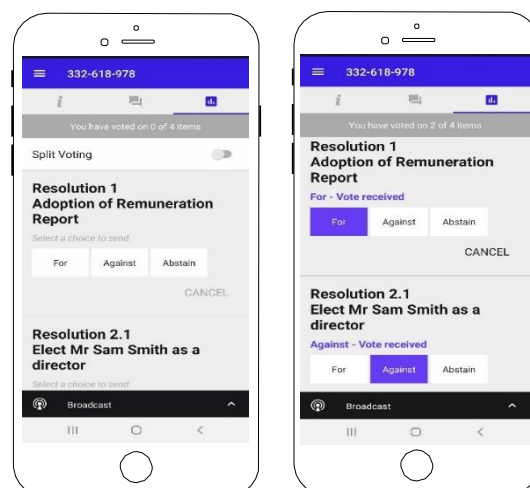 332-618-978
You have voted on 0 of 4 items
Split Voting
Resolution 1
Adoption of Remuneration
Report
Select a choice to send.
For Against Abstain
CANCEL
Resolution 2.1
Elect Mr Sam Smith as a
director
Select a choice to send.
Broadcast
332-618-978
You have voted on 2 of 4 items
Resolution 1
Adoption of Remuneration
Report
For - Vote received
For Against Abstain
CANCEL
Resolution 2.1
Elect Mr Sam Smith as a
director
Against - Vote received
For Against Abstain
Broadcast